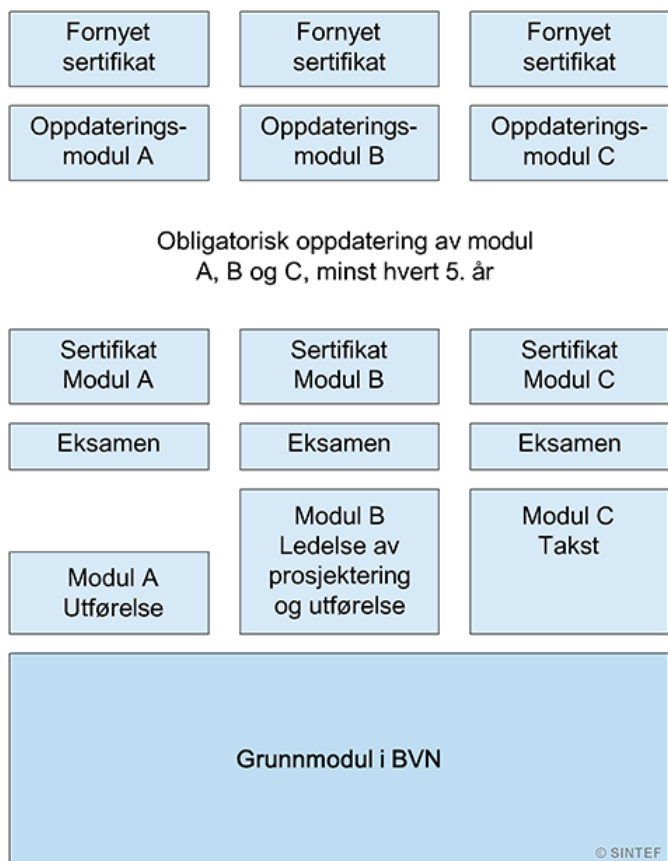 Fornyet
sertifikat
Fornyet
sertifikat
Fornyet
sertifikat
Oppdaterings-
modul A
Oppdaterings-
modul B
Oppdaterings-
modul C
Obligatorisk oppdatering av modul
A, B og C, minst hvert 5. år
Sertifikat
Modul A
Sertifikat
Modul B
Sertifikat
Modul C
Eksamen
Eksamen
Eksamen
Modul A
Utførelse
Modul B
Ledelse av
prosjektering
og utførelse
Modul C
Takst
Grunnmodul i BVN
© SINTEF